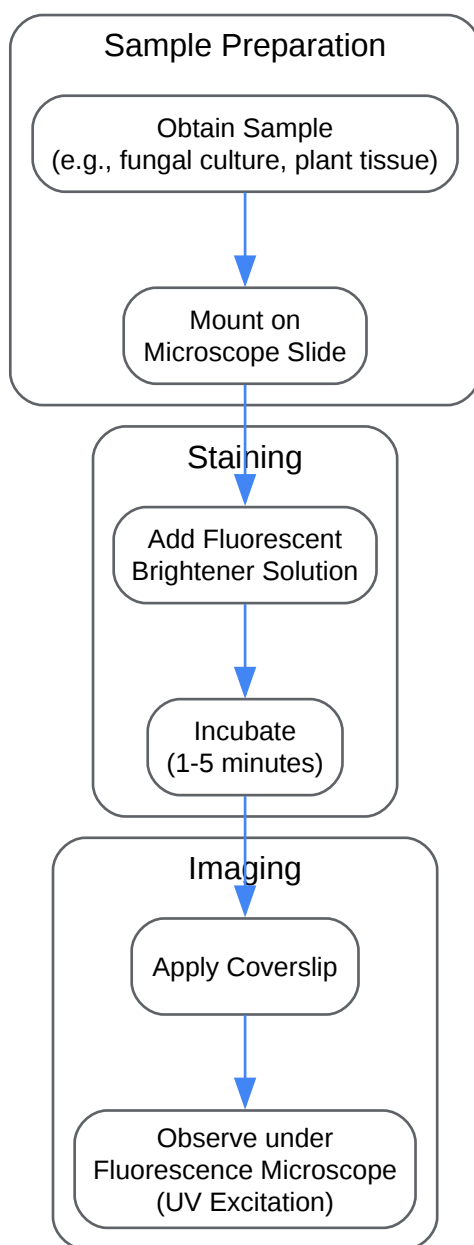 Sample Preparation
Obtain Sample
(e.g., fungal culture, plant tissue)
Mount on
Microscope Slide
Staining
Add Fluorescent
Brightener Solution
Incubate
(1-5 minutes)
Imaging
Apply Coverslip
Observe under
Fluorescence Microscope
(UV Excitation)